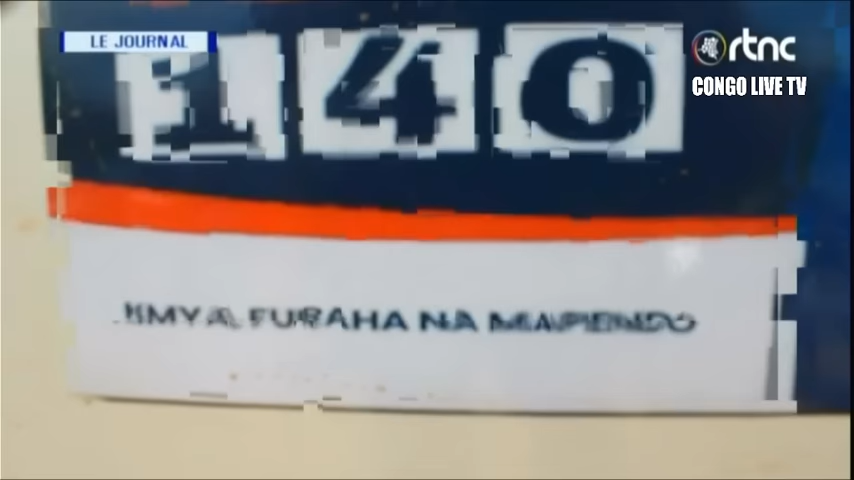 LE JOURNAL
rtnc
CONGO LIVE TV
140
FURAHA NA MAPENDO